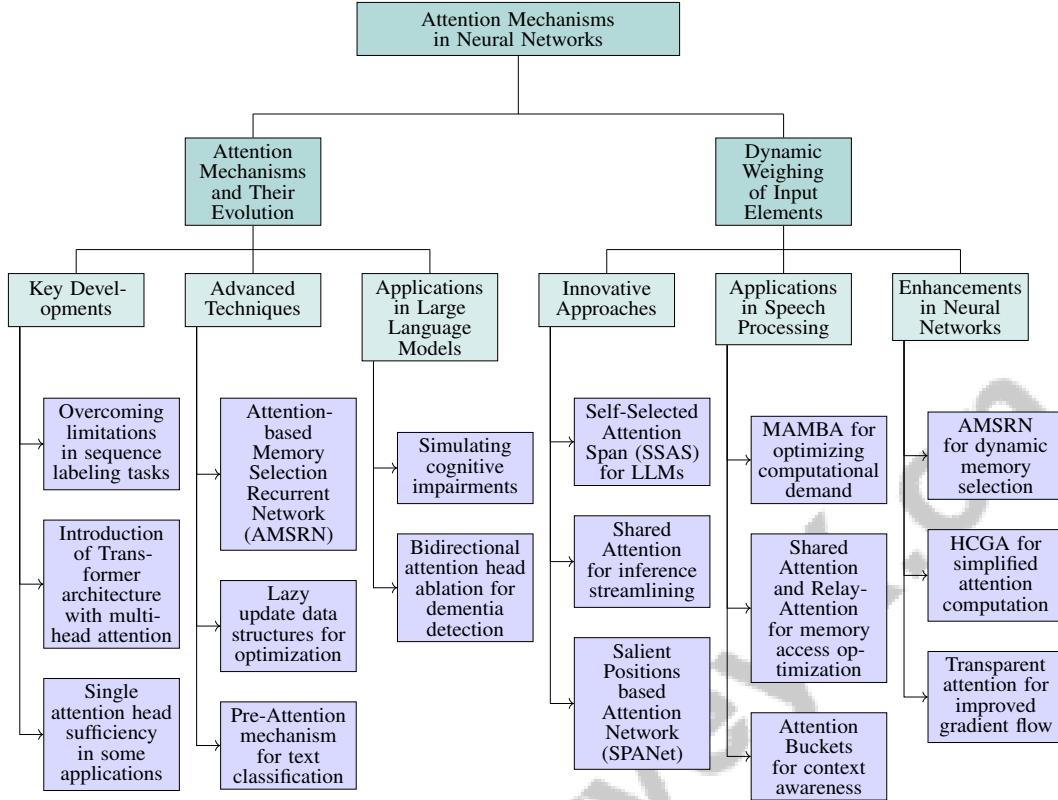 Attention Mechanisms
in Neural Networks
Attention
Mechanisms
and Their
Evolution
Dynamic
Weighing
of Input
Elements
Key Devel-
opments
Advanced
Techniques
Applications
in Large
Language
Models
Innovative
Approaches
Applications
in Speech
Processing
Enhancements
in Neural
Networks
Overcoming
limitations
in sequence
labeling tasks
Introduction
of Trans-
former
architecture
with multi-
head attention
Single
attention head
sufficiency
in some
applications
Attention-
based
Memory
Selection
Recurrent
Network
(AMSRN)
Lazy
update data
structures for
optimization
Pre-Attention
mechanism
for text
classification
Simulating
cognitive
impairments
Bidirectional
attention head
ablation for
dementia
detection
Self-Selected
Attention
Span (SSAS)
for LLMs
Shared
Attention
for inference
streamlining
Salient
Positions
based
Attention
Network
(SPANet)
MAMBA for
optimizing
computational
demand
Shared
Attention
and Relay-
Attention
for memory
access op-
timization
Attention
Buckets
for context
awareness
AMSRN
for dynamic
memory
selection
HCGA for
simplified
attention
computation
Transparent
attention for
improved
gradient flow